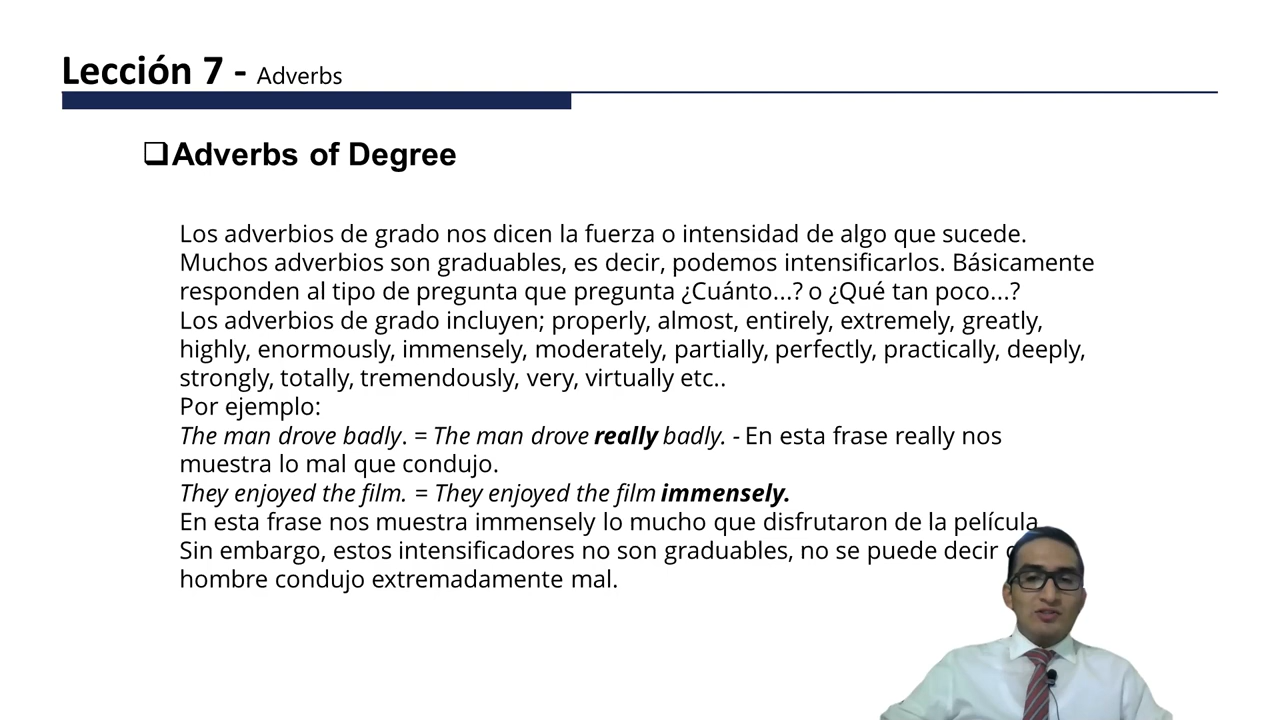 Lección 7 - Adverbs
❑Adverbs of Degree
Los adverbios de grado nos dicen la fuerza o intensidad de algo que sucede.
Muchos adverbios son graduables, es decir, podemos intensificarlos. Básicamente
responden al tipo de pregunta que pregunta ¿Cuánto...? o ¿Qué tan poco...?
Los adverbios de grado incluyen; properly, almost, entirely, extremely, greatly,
highly, enormously, immensely, moderately, partially, perfectly, practically, deeply,
strongly, totally, tremendously, very, virtually etc..
Por ejemplo:
The man drove badly. = The man drove really badly. - En esta frase really nos
muestra lo mal que condujo.
They enjoyed the film. = They enjoyed the film immensely.
En esta frase nos muestra immensely lo mucho que disfrutaron de la película
Sin embargo, estos intensificadores no son graduables, no se puede decir
hombre condujo extremadamente mal.